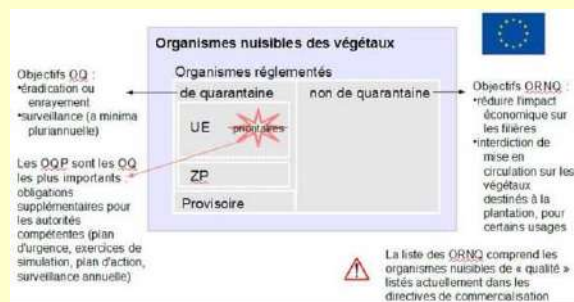 Organismes nuisibles des végétaux
Organismes réglementés
de quarantaine
non de quarantaine
UE
prioritaires
ZP
Provisoire
Objectifs OQ :
•éradication ou
enrayement
•surveillance (a minima
pluriannuelle)
Les OQP sont les OQ
les plus importants :
obligations
supplémentaires pour
les autorités
compétentes (plan
d'urgence, exercices de
simulation, plan d'action,
surveillance annuelle)
Objectifs ORNQ :
•réduire l'impact
économique sur
les filières
•interdiction de
mise en
circulation sur les
végétaux
destinés à la
plantation, pour
certains usages
La liste des ORNQ comprend les
organismes nuisibles de « qualité »
listés actuellement dans les
directives de commercialisation